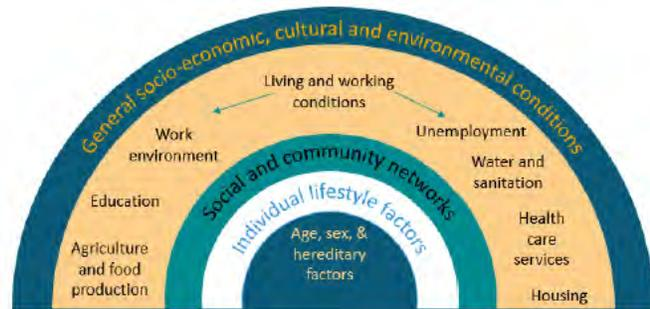 General socio-economic, cultural and environmental conditions
Living and working
conditions
Work
environment
Unemployment
Water and
sanitation
Education
Health
care
services
Agriculture
and food
production
Housing
Social and community networks
Individual lifestyle factors
Age, sex, &
hereditary
factors